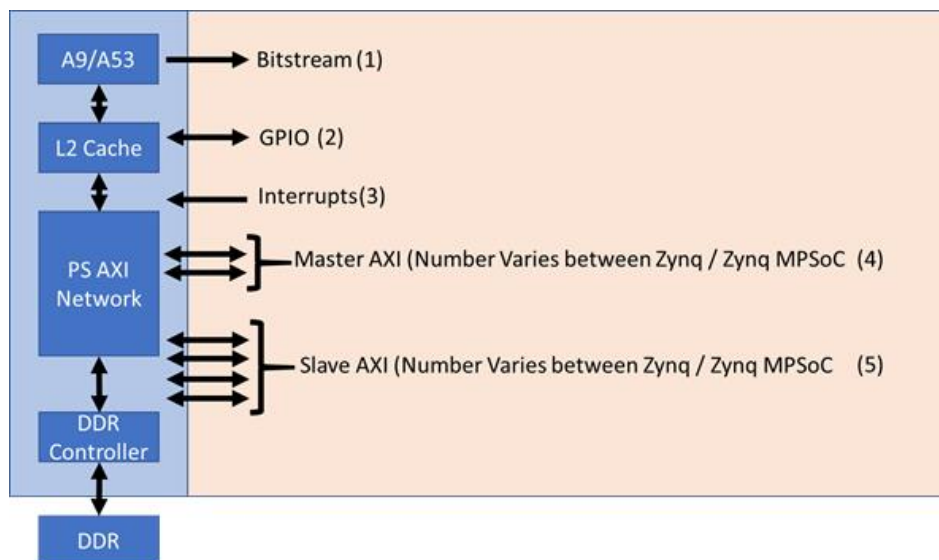 A9/A53
Bitstream (1)
L2 Cache
GPIO (2)
Interrupts(3)
PS AXI
Network
Master AXI (Number Varies between Zynq / Zynq MPSoC (4)
Slave AXI (Number Varies between Zynq / Zynq MPSoC (5)
DDR
Controller
DDR